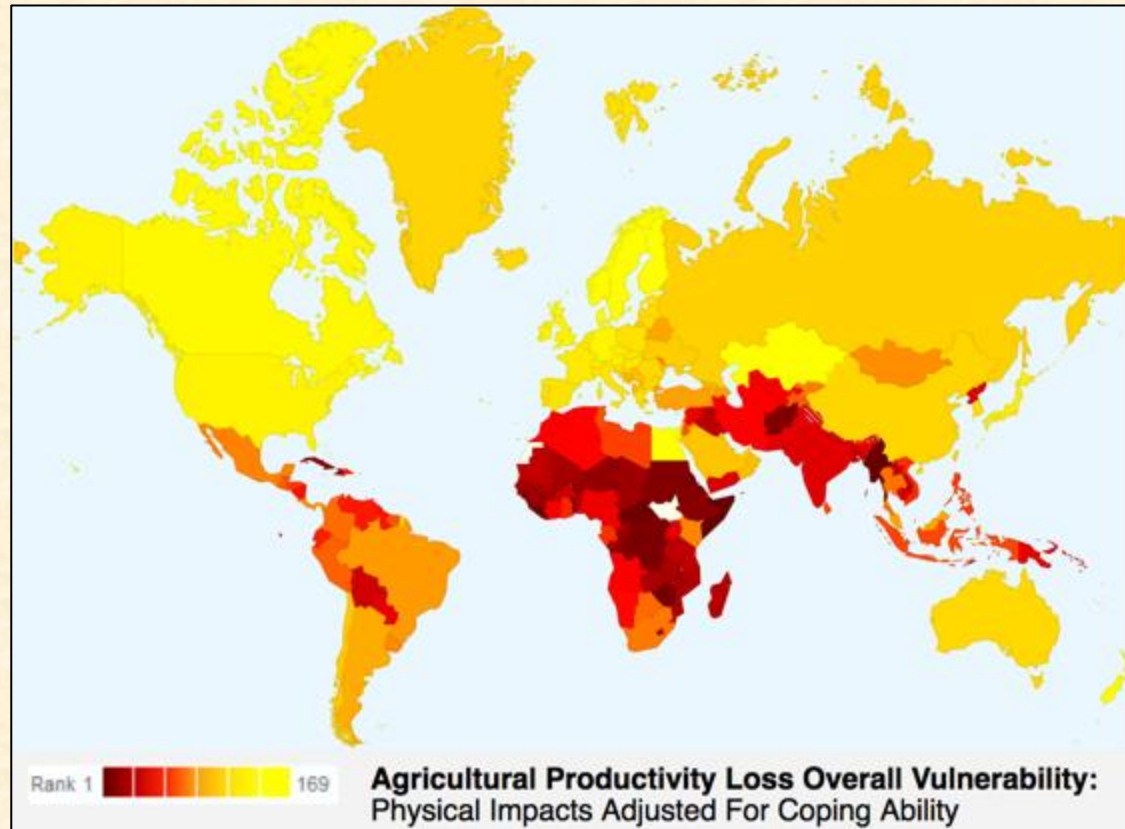 Rank 1 169
Agricultural Productivity Loss Overall Vulnerability:
Physical Impacts Adjusted For Coping Ability